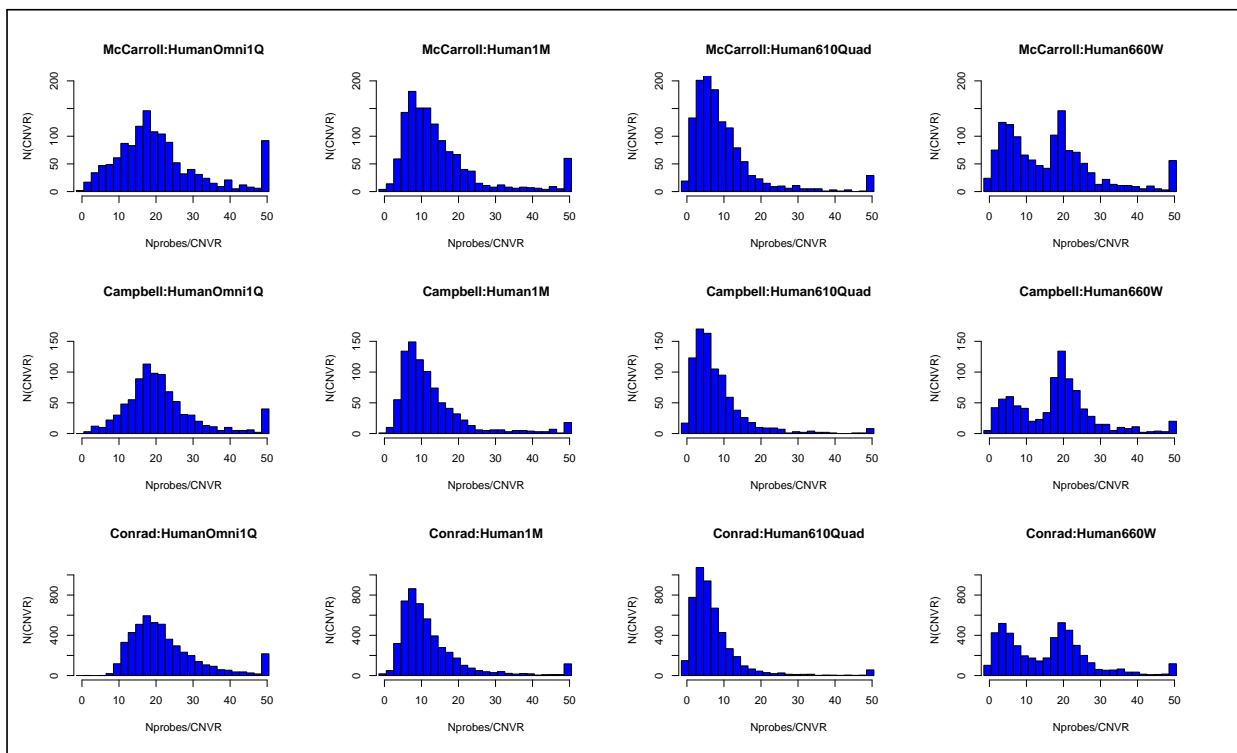 McCarroll:HumanOmni1Q
N(CNVR)
0 50 100 150 200
0 10 20 30 40 50
Nprobes/CNVR
McCarroll:Human1M
N(CNVR)
0 50 100 150 200
0 10 20 30 40 50
Nprobes/CNVR
McCarroll:Human610Quad
N(CNVR)
0 50 100 200
0 10 20 30 40 50
Nprobes/CNVR
McCarroll:Human660W
N(CNVR)
0 50 100 200
0 10 20 30 40 50
Nprobes/CNVR
Campbell:HumanOmni1Q
N(CNVR)
0 50 100 150
0 10 20 30 40 50
Nprobes/CNVR
Campbell:Human1M
N(CNVR)
0 50 100 150
0 10 20 30 40 50
Nprobes/CNVR
Campbell:Human610Quad
N(CNVR)
0 50 100 150
0 10 20 30 40 50
Nprobes/CNVR
Campbell:Human660W
N(CNVR)
0 50 100 150
0 10 20 30 40 50
Nprobes/CNVR
Conrad:HumanOmni1Q
N(CNVR)
0 400 800
0 10 20 30 40 50
Nprobes/CNVR
Conrad:Human1M
N(CNVR)
0 400 800
0 10 20 30 40 50
Nprobes/CNVR
Conrad:Human610Quad
N(CNVR)
0 400 800
0 10 20 30 40 50
Nprobes/CNVR
Conrad:Human660W
N(CNVR)
0 400 800
0 10 20 30 40 50
Nprobes/CNVR